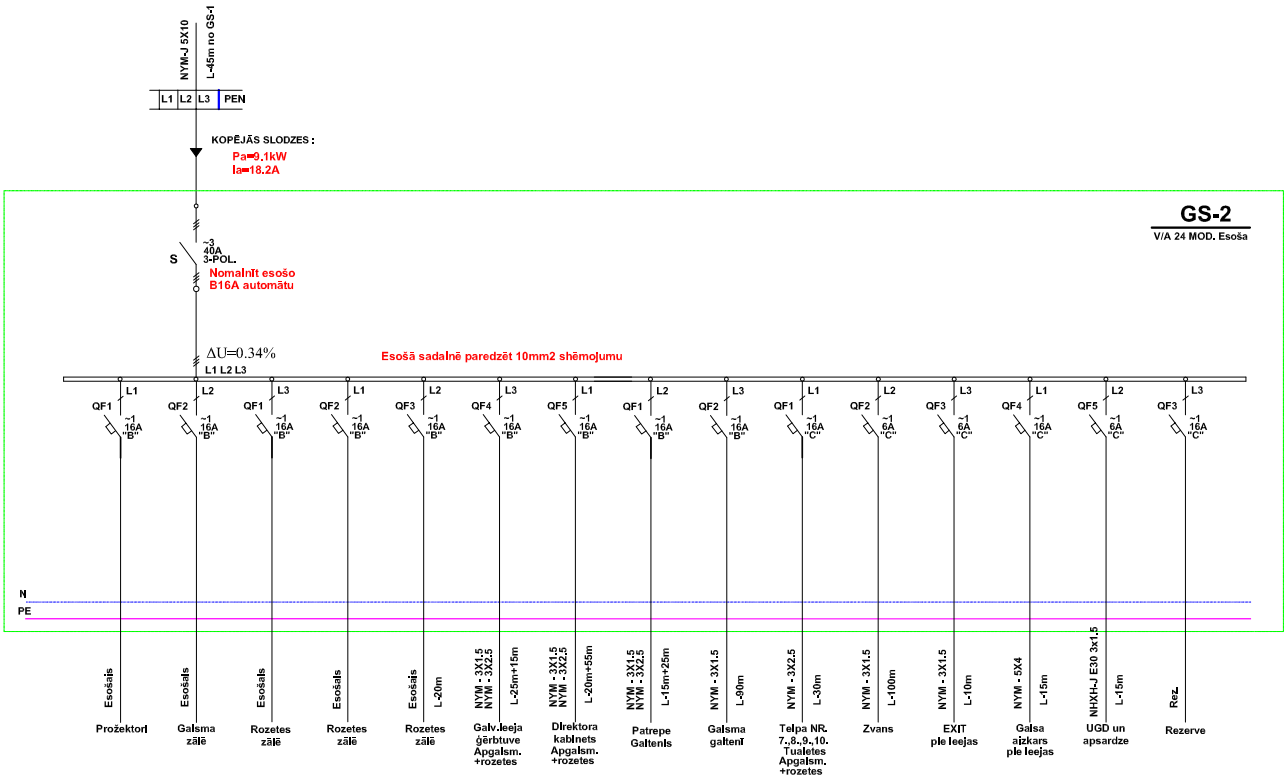 NYM-J 5X10
L-45m no GS-1
L1 L2 L3 PEN
KOPĒJĀS SLODZES :
Pa=9.1kW
Ia=18.2A
GS-2
V/A 24 MOD. Esoša
S
~3
40A
3-POL.
Nomainīt esošo
B16A automātu
ΔU=0.34%
L1 L2 L3
Esošā sadalnē paredzēt 10mm2 shēmojumu
L1 L2 L3 L1 L2 L3 L1 L2 L3 L1 L2 L3 L1 L2 L3
QF1 QF2 QF1 QF2 QF3 QF4 QF5 QF1 QF2 QF1 QF2 QF3 QF4 QF5 QF3
~1 ~1 ~1 ~1 ~1 ~1 ~1 ~1 ~1 ~1 ~1 ~1 ~1 ~1 ~1
16A 16A 16A 16A 16A 16A 16A 16A 16A 16A 6A 6A 16A 6A 16A
"B" "B" "B" "B" "B" "B" "B" "B" "B" "C" "C" "C" "C" "C" "C"
N
PE
Esošais
Prožektori
Esošais
Gaisma
zālē
Esošais
Rozetes
zālē
Esošais
Rozetes
zālē
Esošais
L-20m
Rozetes
zālē
NYM - 3X1.5
NYM - 3X2.5
L-25m+15m
Galv.ieeja
ģērbtuve
Apgaism.
+rozetes
NYM - 3X1.5
NYM - 3X2.5
L-20m+55m
Direktora
kabinets
Apgaism.
+rozetes
NYM - 3X1.5
NYM - 3X2.5
L-15m+25m
Patrepe
Gaitenis
NYM - 3X1.5
L-90m
Gaisma
gaitenī
NYM - 3X2.5
L-30m
Telpa NR.
7.,8.,9.,10.
Tualetes
Apgaism.
+rozetes
NYM - 3X1.5
L-100m
Zvans
NYM - 3X1.5
L-10m
EXIT
pie ieejas
NYM - 5X4
L-15m
Gaisa
aizkars
pie ieejas
NHXH-J E30 3x1.5
L-15m
UGD un
apsardze
Rez.
Rezerve